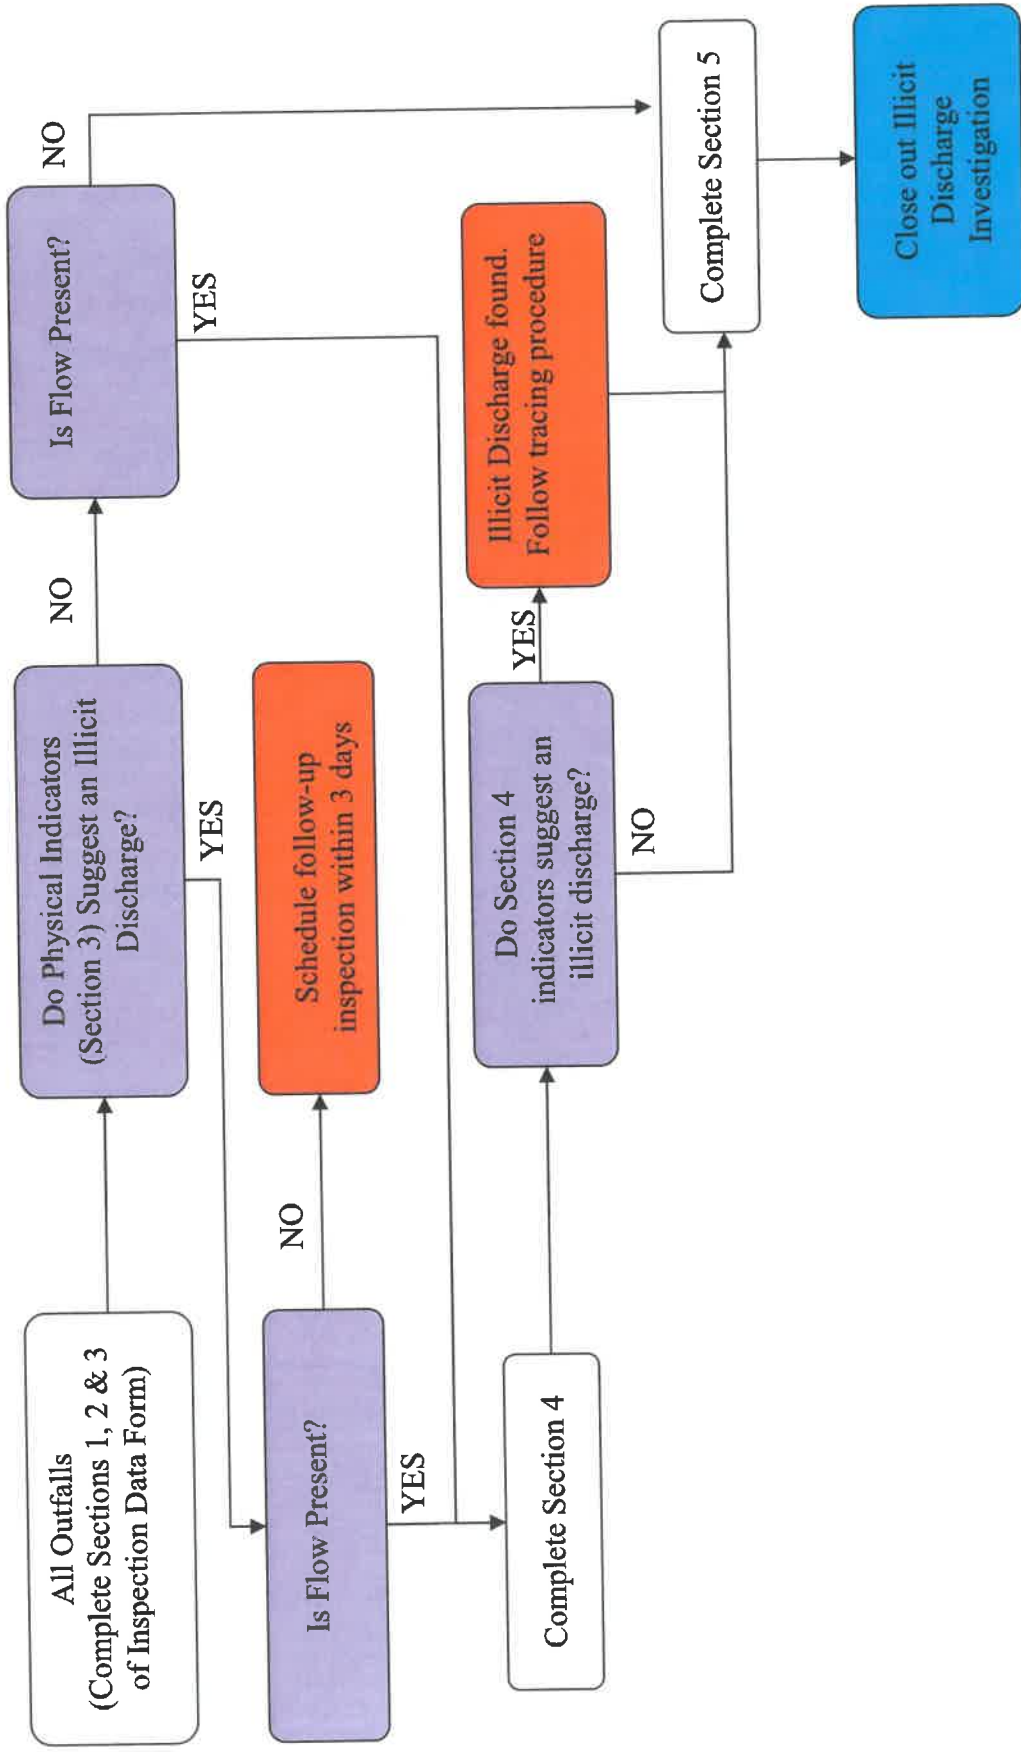 All Outfalls
(Complete Sections 1, 2 & 3
of Inspection Data Form)
Do Physical Indicators
(Section 3) Suggest an Illicit
Discharge?
NO
Is Flow Present?
NO
YES
YES
Is Flow Present?
NO
Schedule follow-up
inspection within 3 days
YES
Complete Section 4
Do Section 4
indicators suggest an
illicit discharge?
YES
Illicit Discharge found.
Follow tracing procedure
NO
Complete Section 5
Close out Illicit
Discharge
Investigation